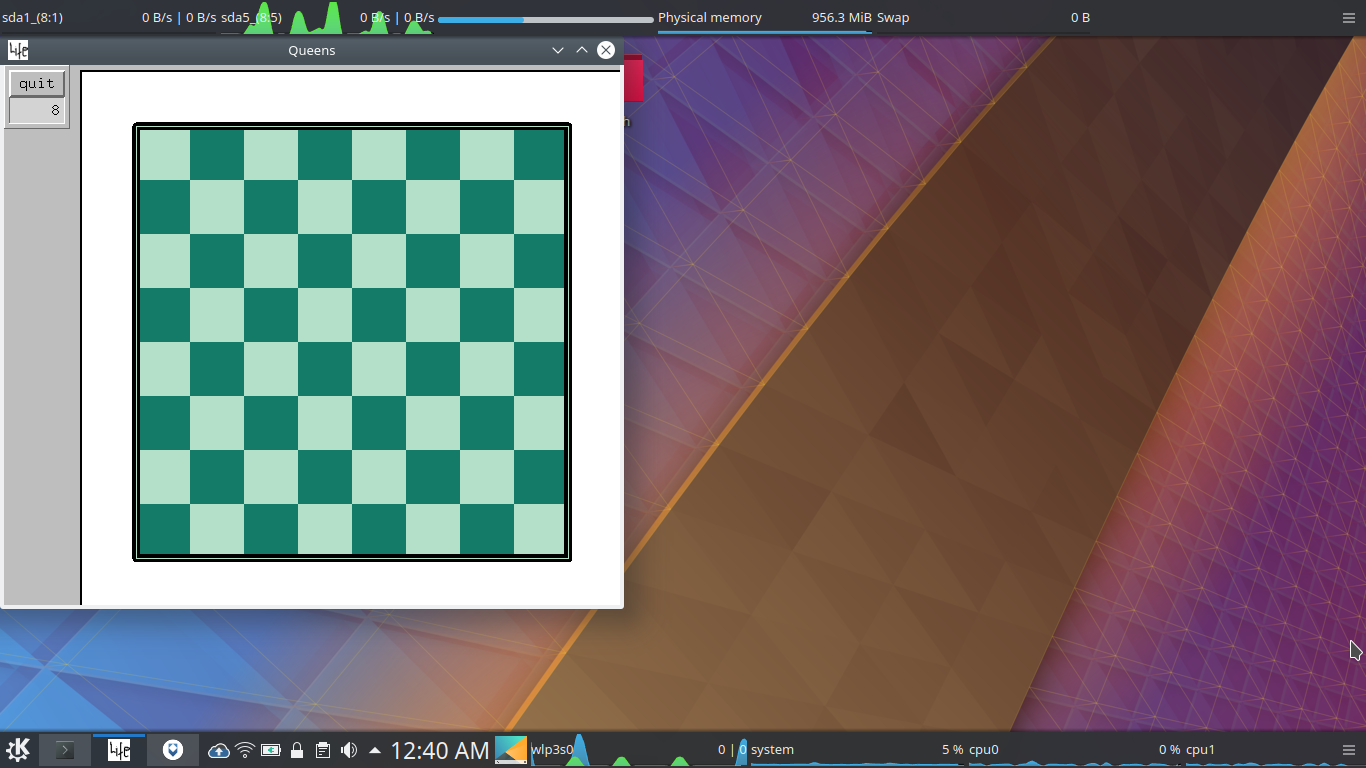 sda1_(8:1) 0 B/s | 0 B/s sda5_(8:5) 0 B/s | 0 B/s Physical memory 956.3 MiB Swap 0 B
Queens
quit
8
12:40 AM wlp3s0 0 | 0 system 5 % cpu0 0 % cpu1